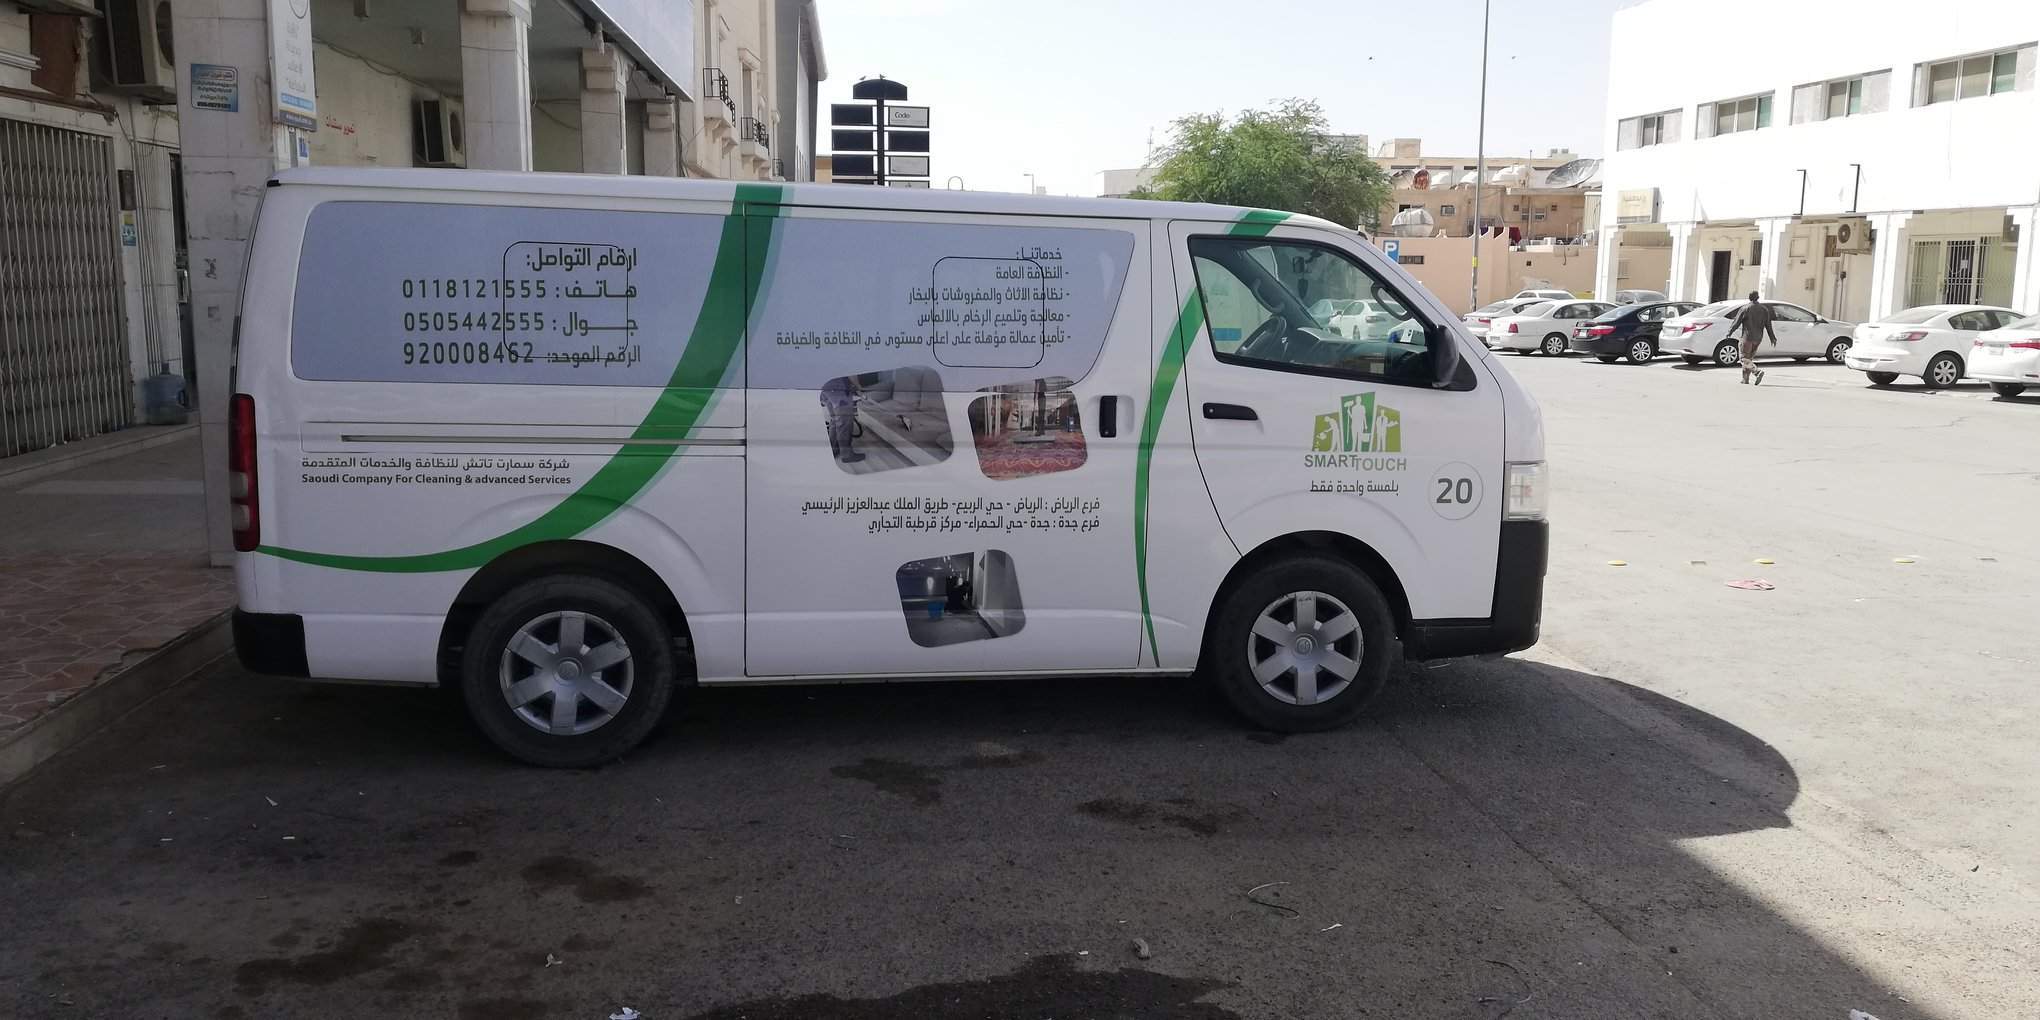 ارقام التواصل:
هاتف : 0118121555
جوال : 0505442555
الرقم الموحد: 920008462
خدماتنا :
- النظافة العامة
- نظافة الاثاث والمفروشات بالبخار
- معالجة وتلميع الرخام بالالماس
- تأمين عمالة مؤهلة على اعلى مستوى في النظافة والضيافة
شركة سمارت تاتش للنظافة والخدمات المتقدمة
Saoudi Company For Cleaning & advanced Services
فرع الرياض : الرياض - حي الربيع- طريق الملك عبدالعزيز الرئيسي
فرع جدة : جدة -حي الحمراء- مركز قرطبة التجاري
SMART TOUCH
بلمسة واحدة فقط
20
Code
P